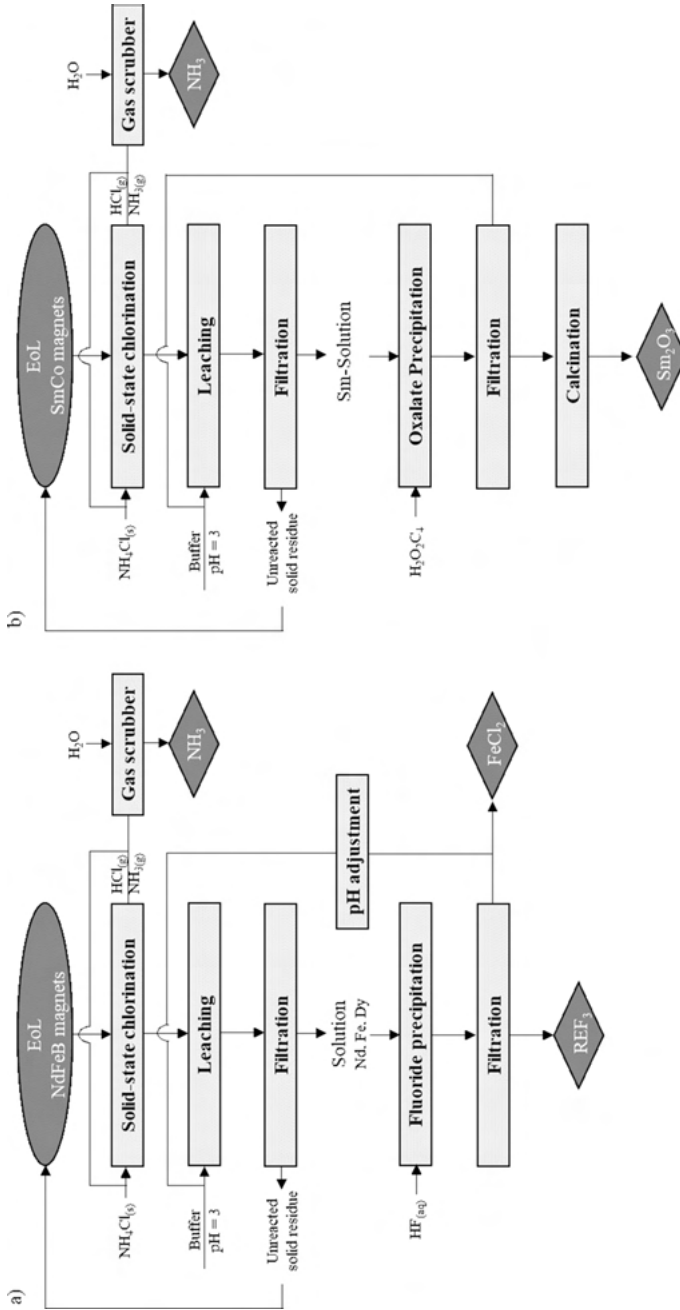 a)
EoL
NdFeB magnets
NH₄Cl(s)
Solid-state chlorination
HCl(g)
NH₃(g)
H₂O
Gas scrubber
NH₃
Buffer
pH = 3
Leaching
Filtration
Unreacted
solid residue
Solution
Nd. Fe. Dy
pH adjustment
HF(aq)
Fluoride precipitation
Filtration
FeCl₂
REF₃
b)
EoL
SmCo magnets
NH₄Cl(s)
Solid-state chlorination
HCl(g)
NH₃(g)
H₂O
Gas scrubber
NH₃
Buffer
pH = 3
Leaching
Filtration
Unreacted
solid residue
Sm-Solution
H₂O₂C₄
Oxalate Precipitation
Filtration
Calcination
Sm₂O₃